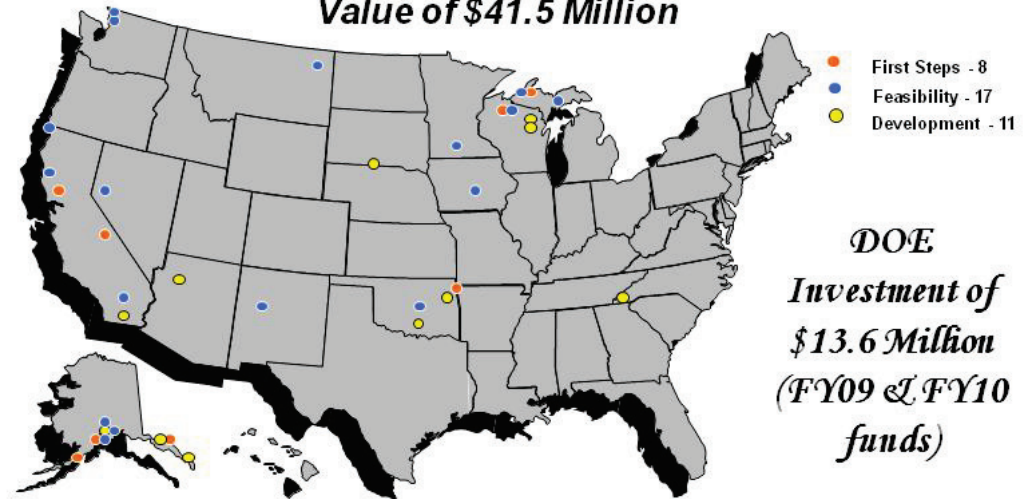 Value of $41.5 Million
First Steps - 8
Feasibility - 17
Development - 11
DOE
Investment of
$13.6 Million
(FY09 & FY10
funds)